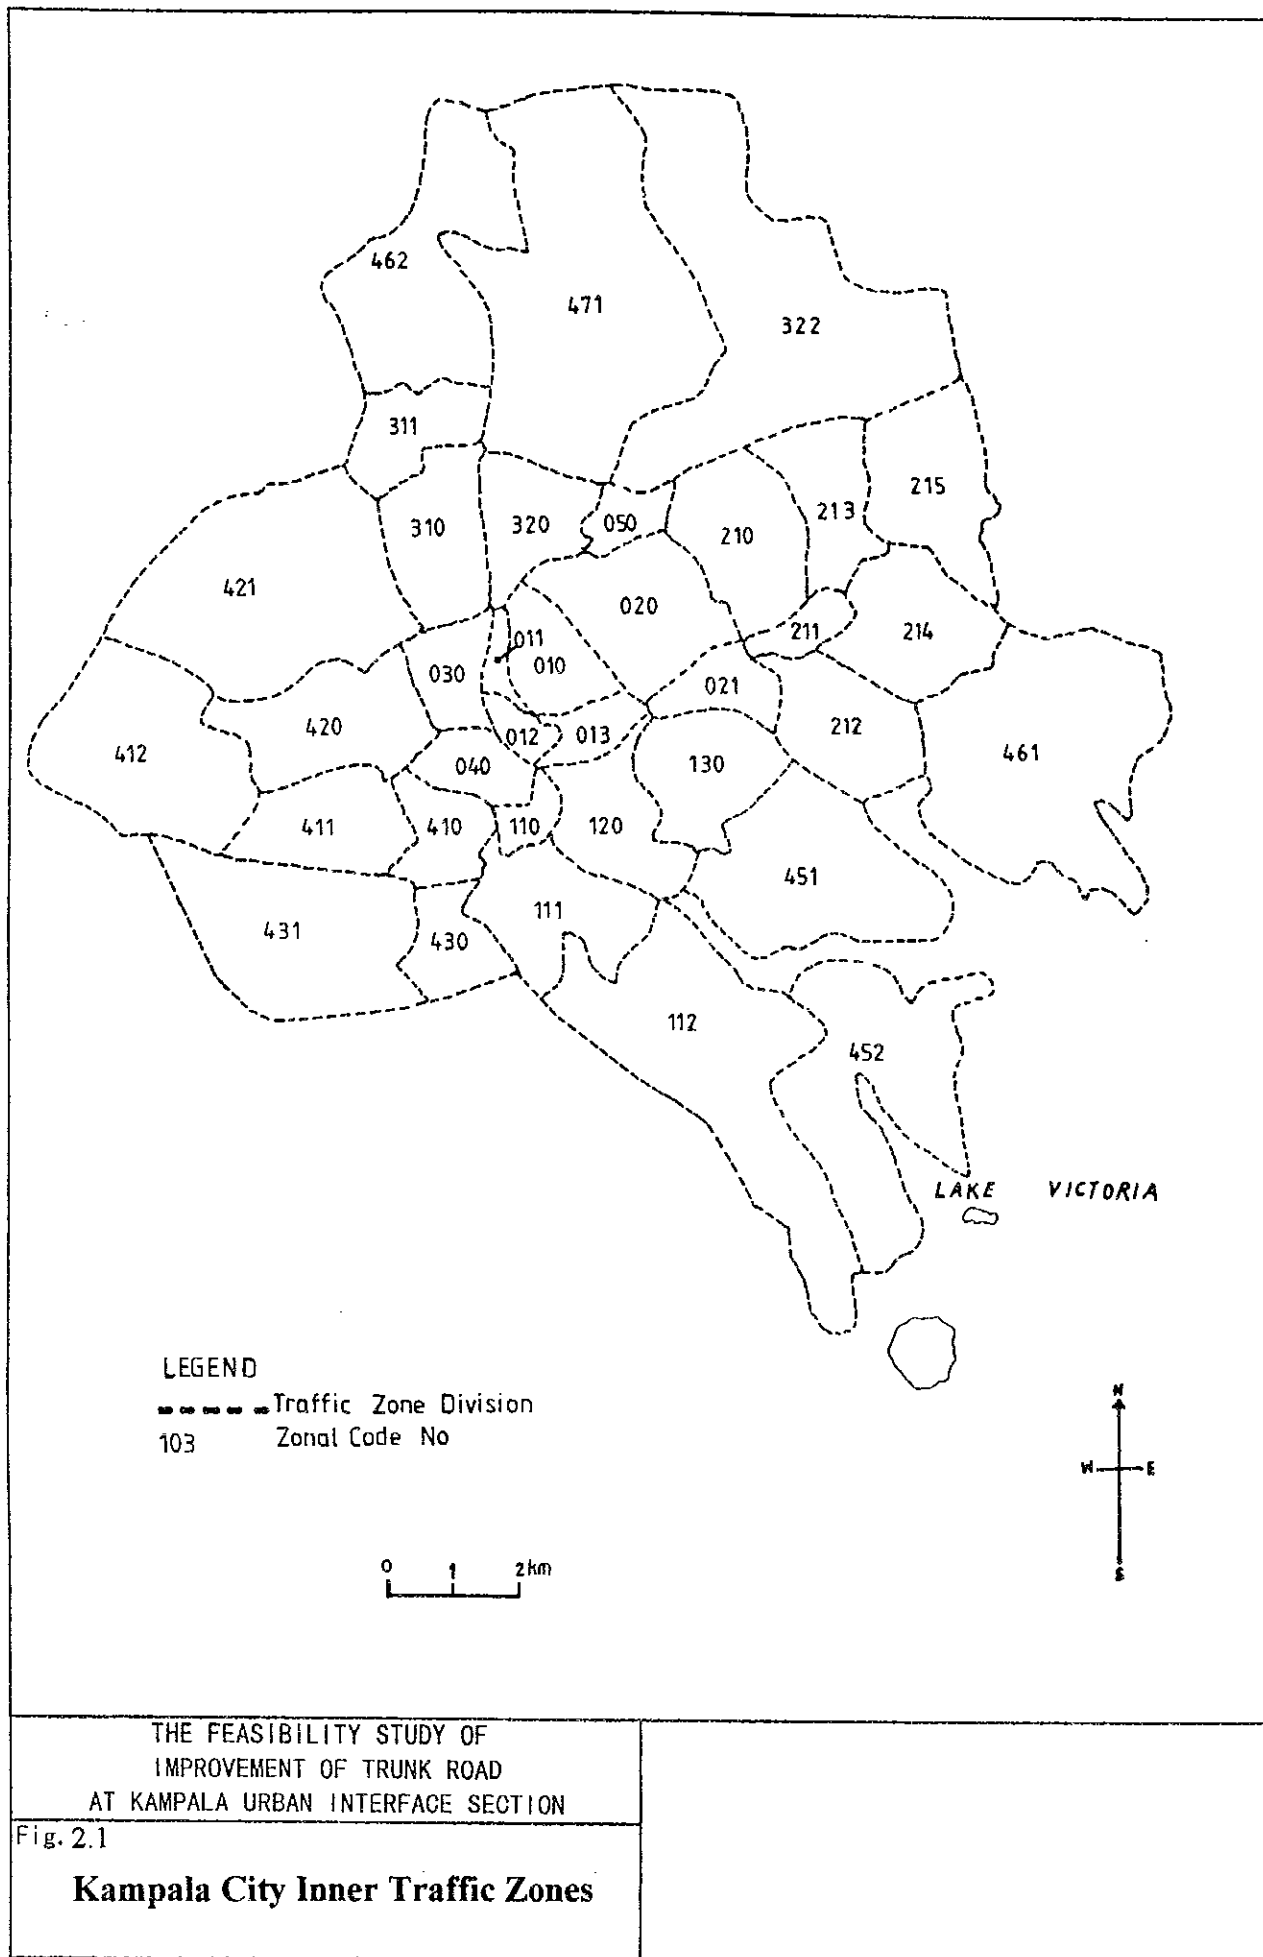 462
471
322
311
215
213
310
320
050
210
421
020
011
211
214
010
030
021
420
012
013
212
412
040
130
461
411
410
110
120
451
111
431
430
112
452
LAKE VICTORIA
LEGEND
Traffic Zone Division
103 Zonal Code No
N
W E
S
0 1 2km
THE FEASIBILITY STUDY OF
IMPROVEMENT OF TRUNK ROAD
AT KAMPALA URBAN INTERFACE SECTION
Fig. 2.1
Kampala City Inner Traffic Zones